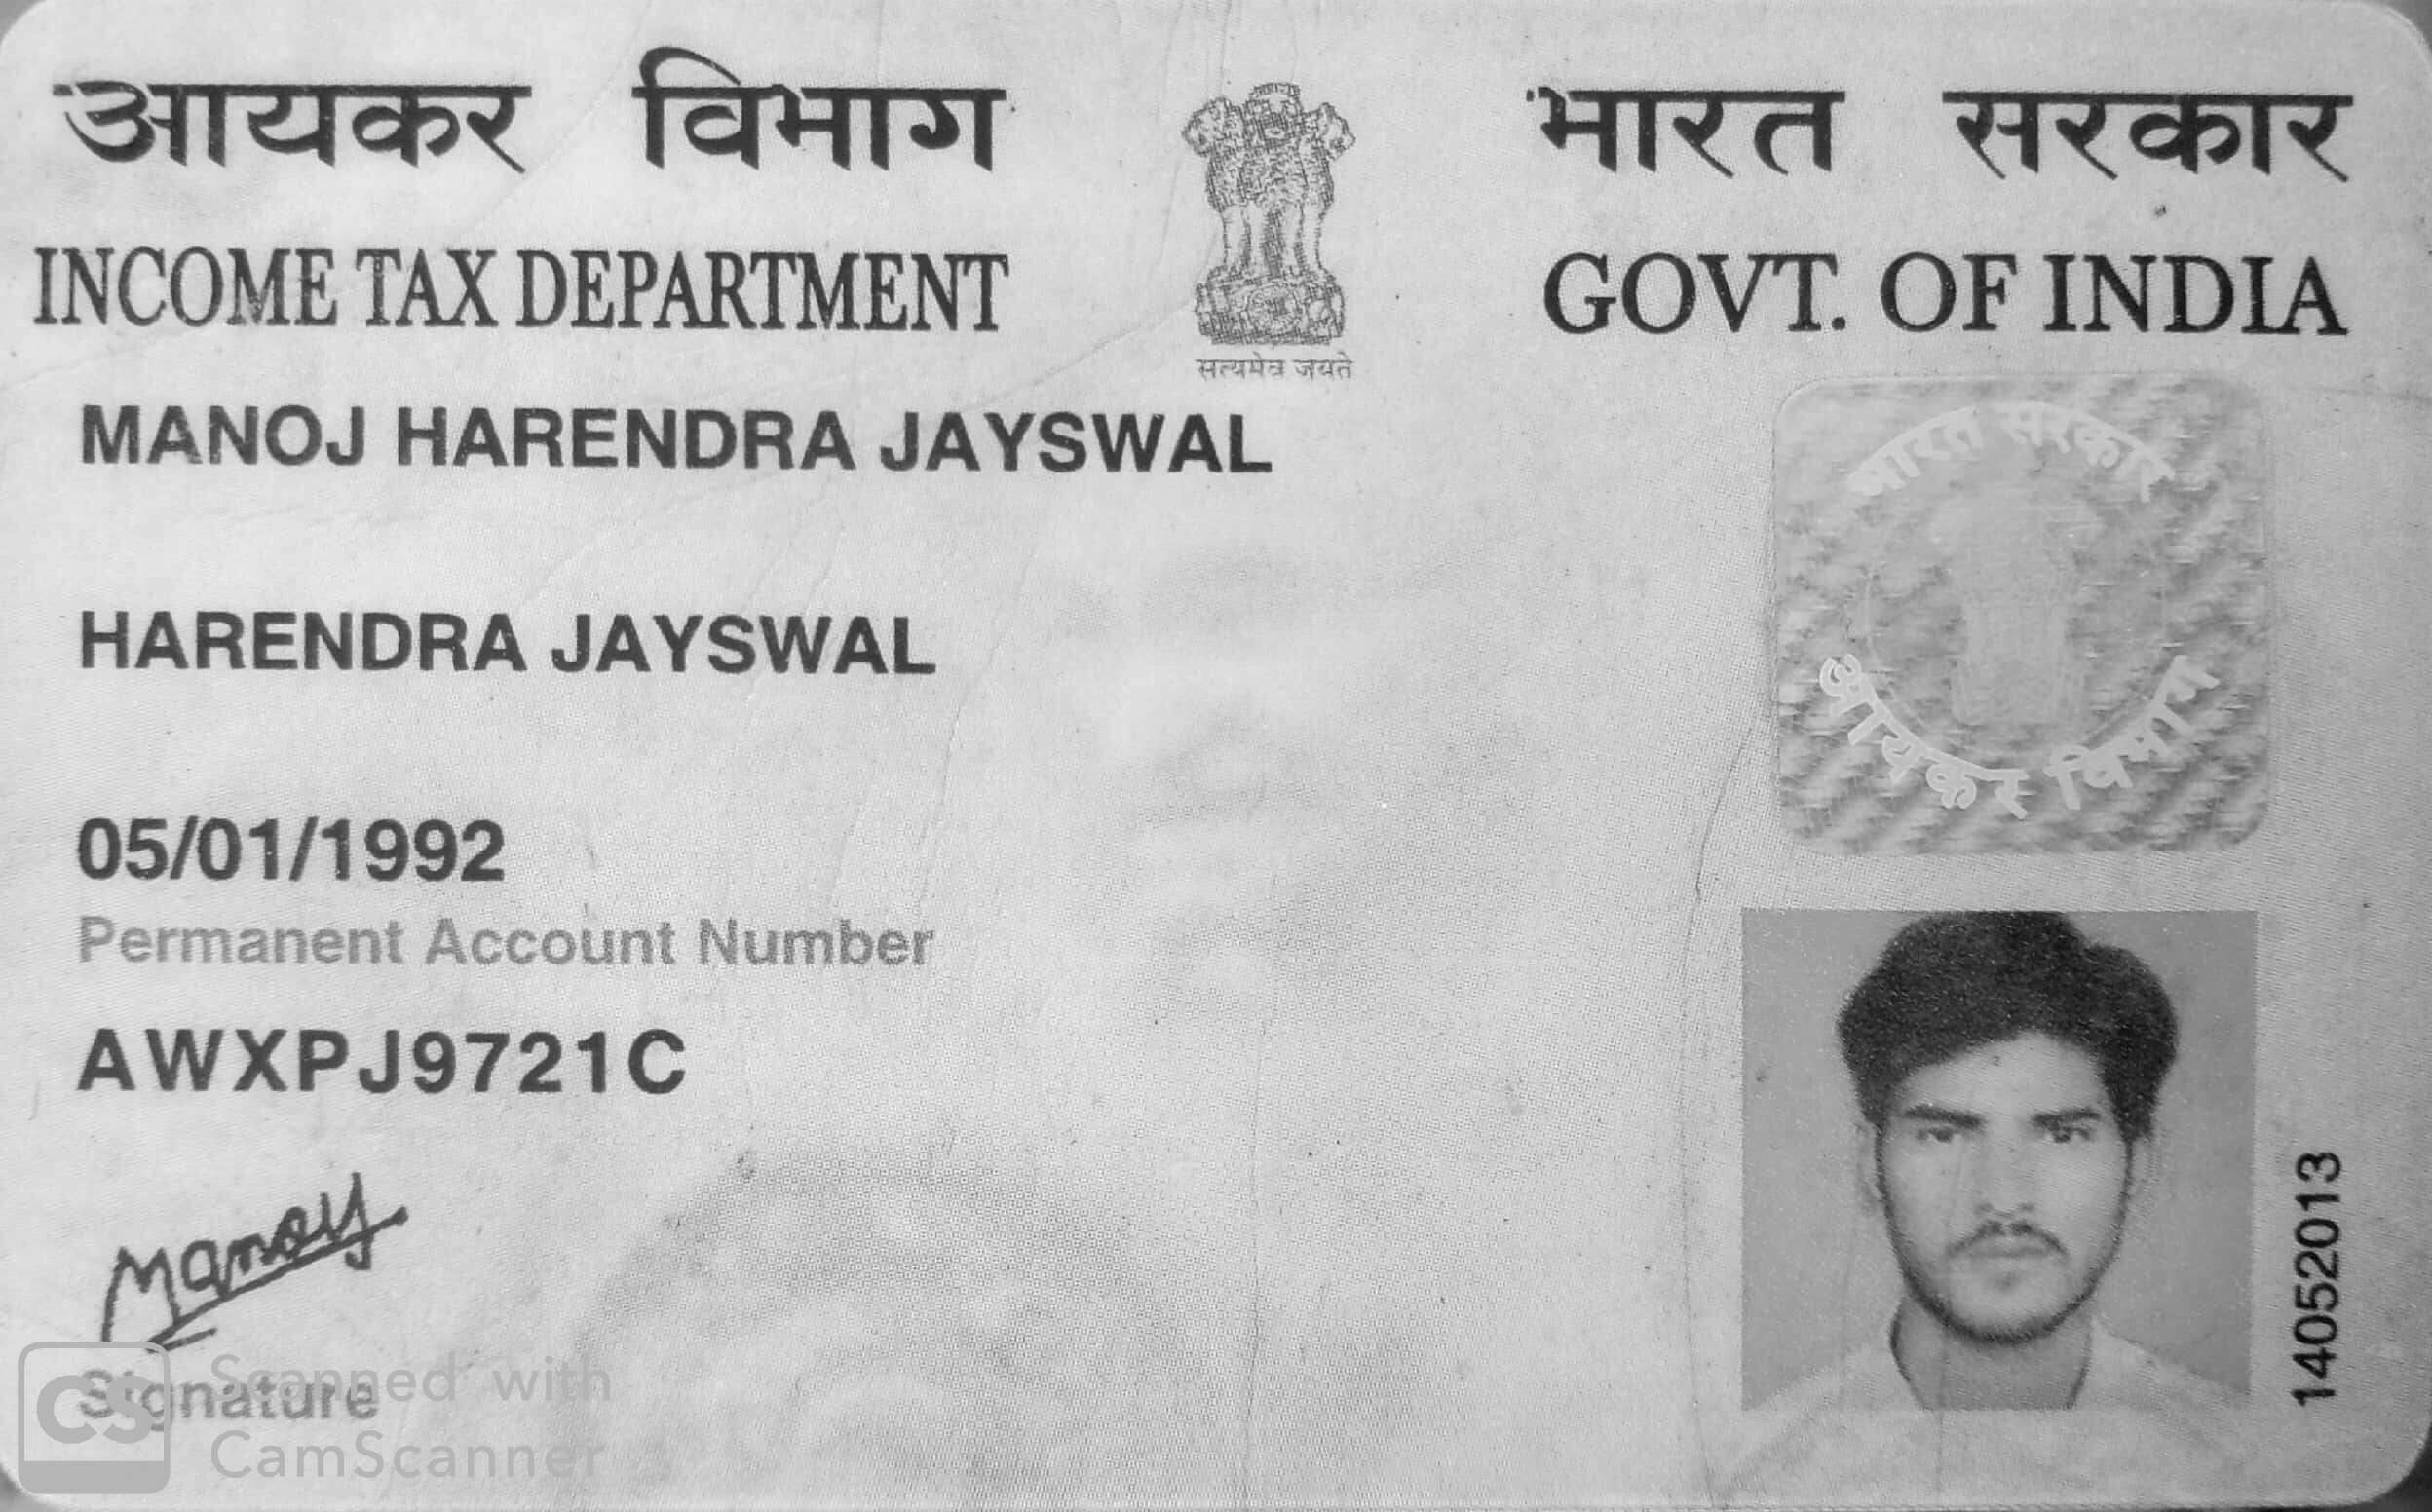 आयकर विभाग
भारत सरकार
INCOME TAX DEPARTMENT
GOVT. OF INDIA
सत्यमेव जयते
MANOJ HARENDRA JAYSWAL
भारत सरकार
आयकर विभाग
HARENDRA JAYSWAL
05/01/1992
Permanent Account Number
AWXPJ9721C
14052013
Manoj
Signature
CS
Scanned with
CamScanner